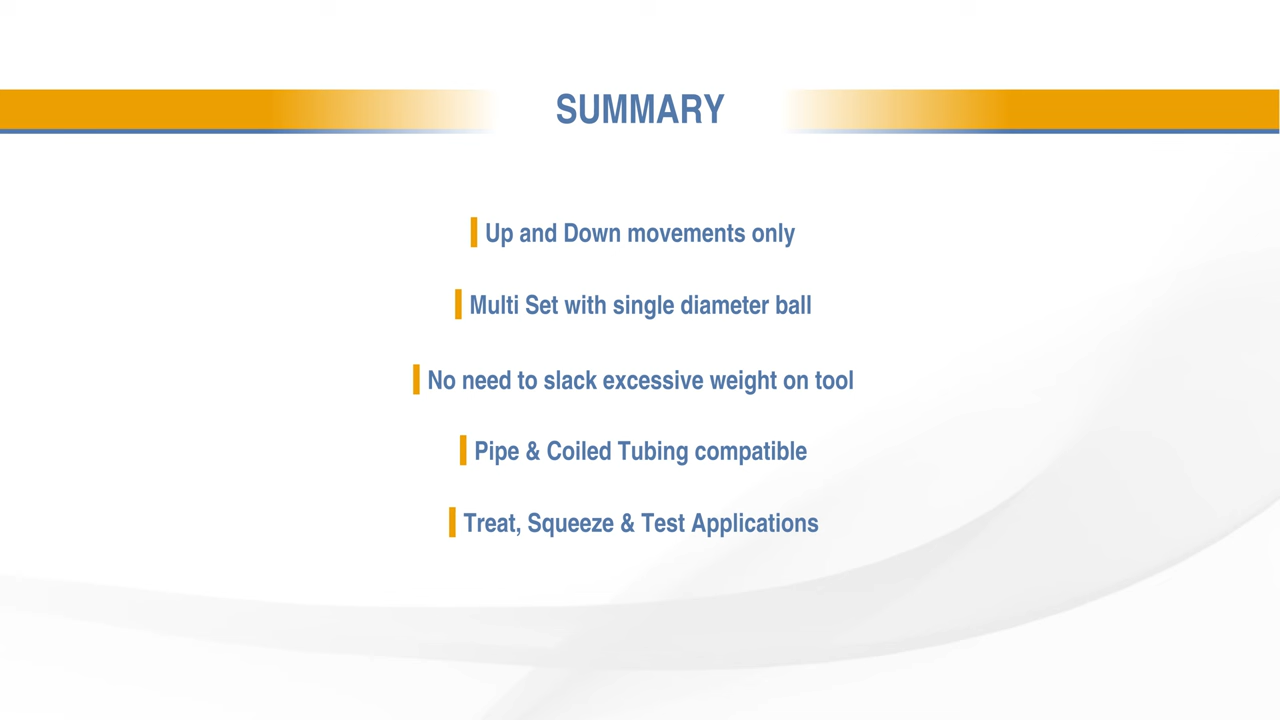 SUMMARY
Up and Down movements only
Multi Set with single diameter ball
No need to slack excessive weight on tool
Pipe & Coiled Tubing compatible
Treat, Squeeze & Test Applications